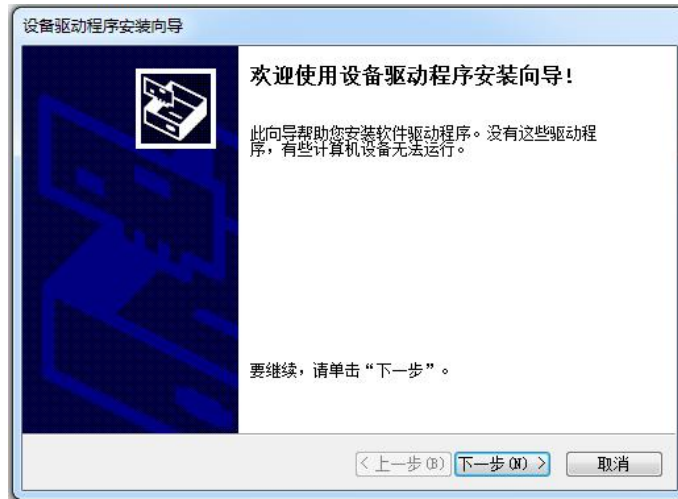 设备驱动程序安装向导
欢迎使用设备驱动程序安装向导!
此向导帮助您安装软件驱动程序。没有这些驱动程
序，有些计算机设备无法运行。
要继续，请单击“下一步”。
< 上一步(B) 下一步(N) > 取消